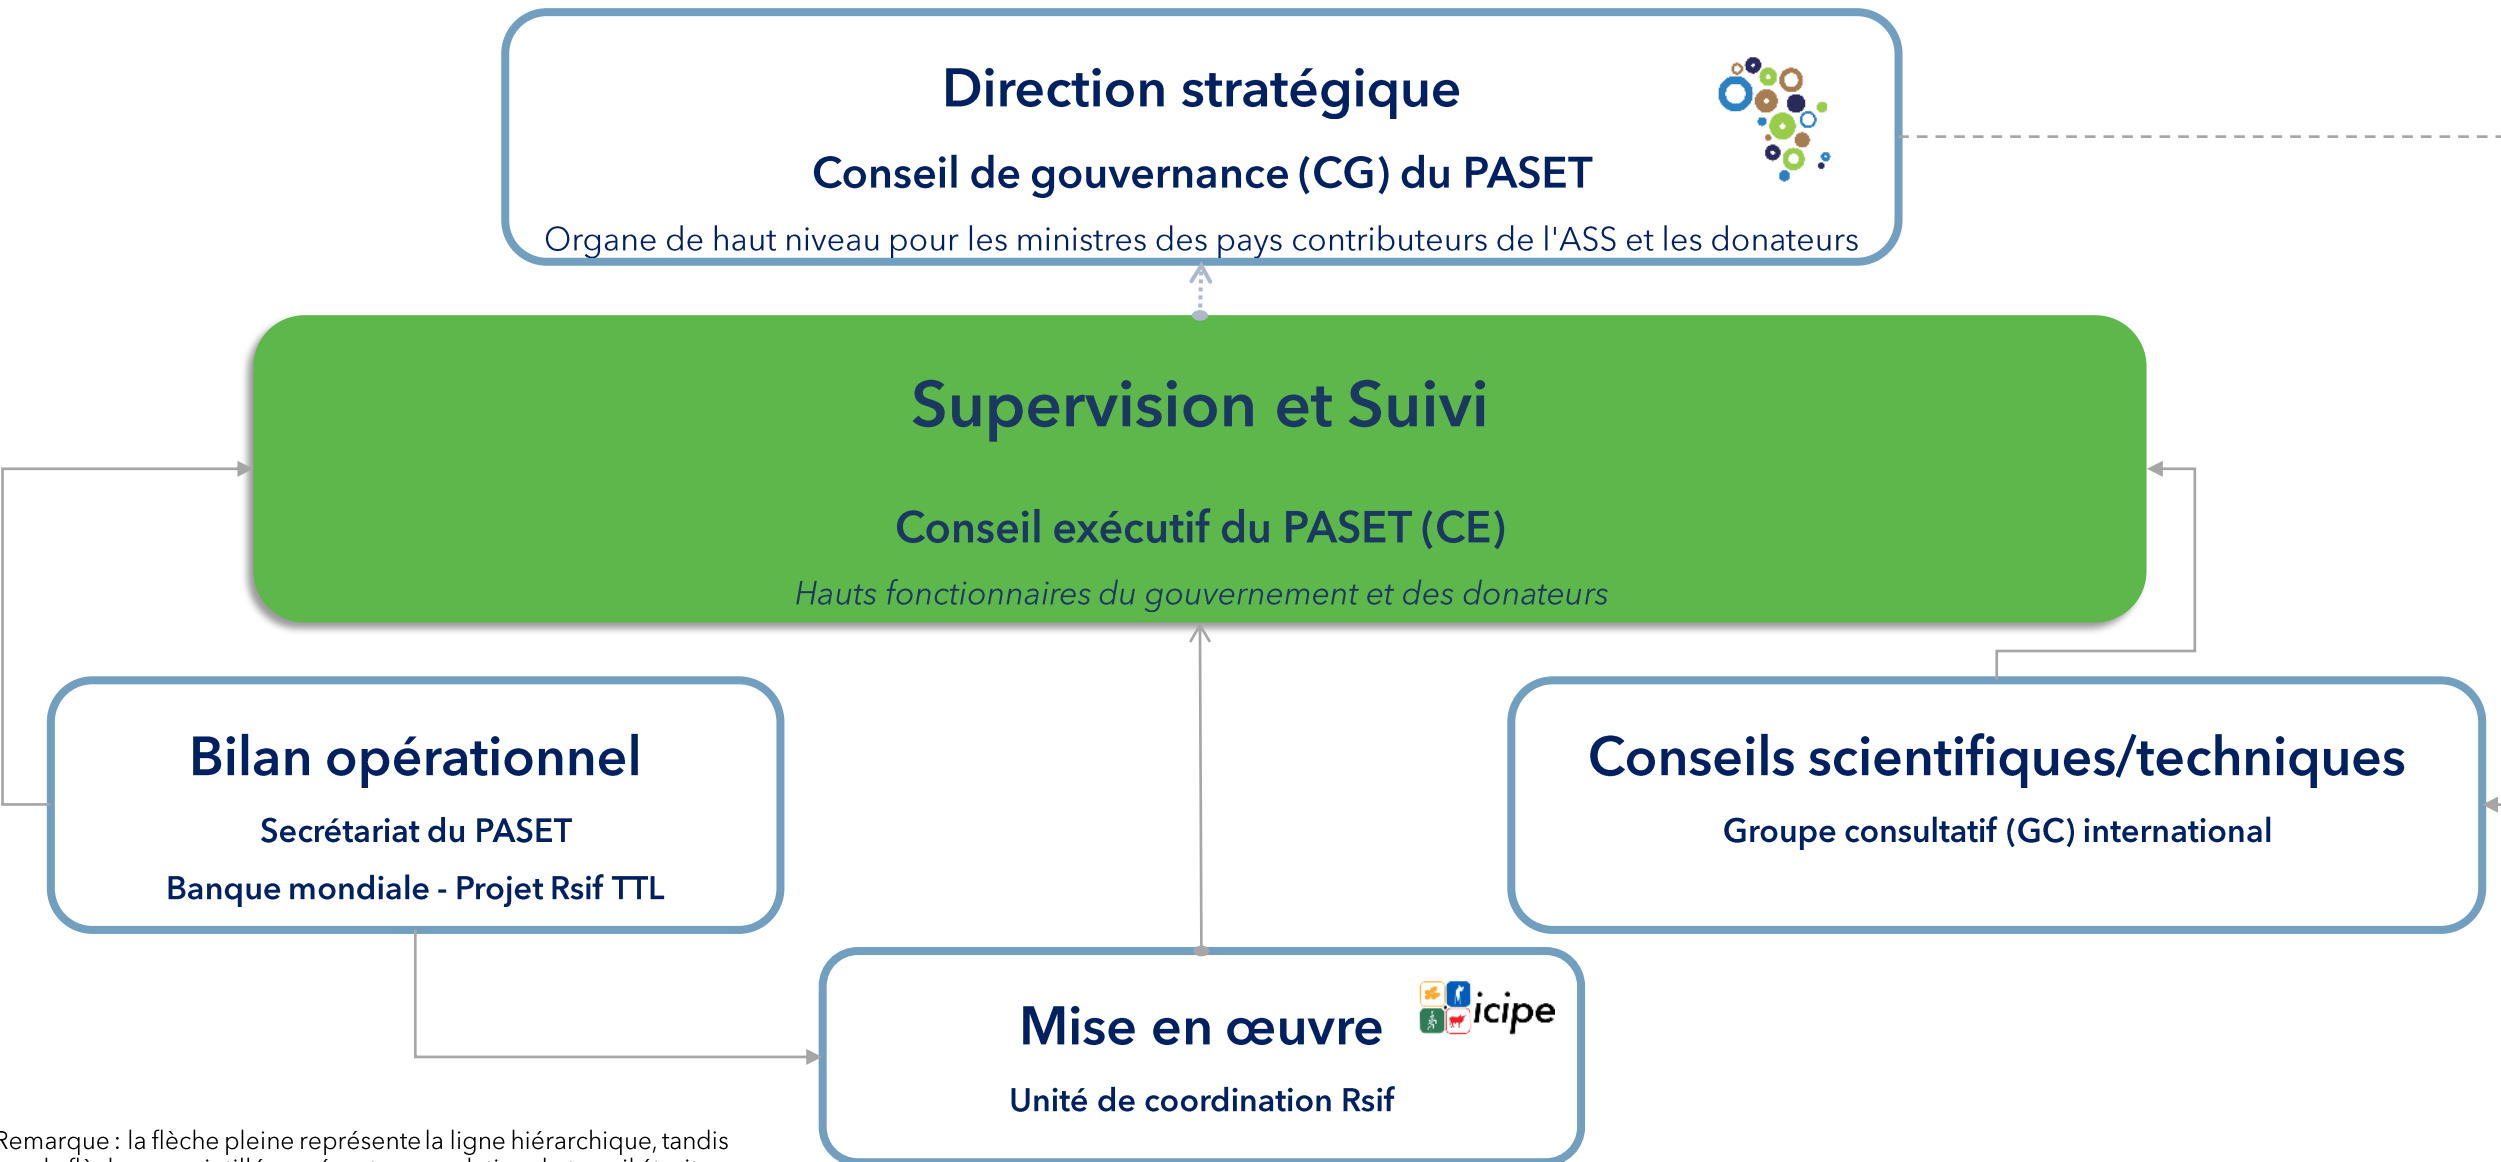 Direction stratégique
Conseil de gouvernance (CG) du PASET
Organe de haut niveau pour les ministres des pays contributeurs de l'ASS et les donateurs
Supervision et Suivi
Conseil exécutif du PASET (CE)
Hauts fonctionnaires du gouvernement et des donateurs
Bilan opérationnel
Secrétariat du PASET
Banque mondiale - Projet Rsif TTL
Conseils scientifiques/techniques
Groupe consultatif (GC) international
Mise en œuvre
icipe
Unité de coordination Rsif
Remarque : la flèche pleine représente la ligne hiérarchique, tandis